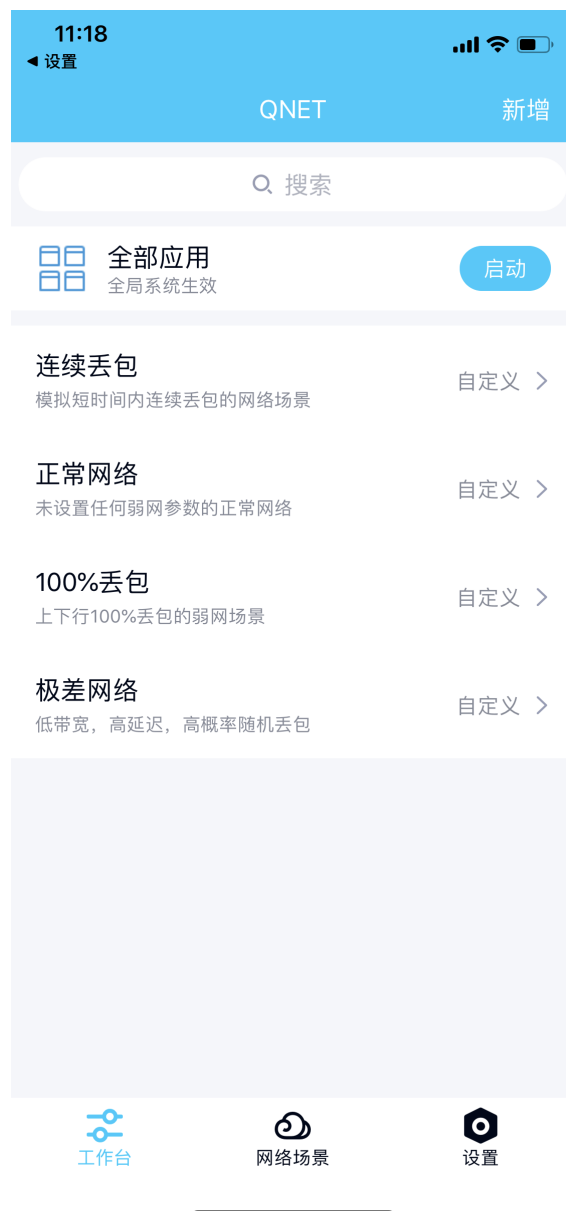 11:18
◀ 设置
QNET
新增
搜索
全部应用
全局系统生效
启动
连续丢包
模拟短时间内连续丢包的网络场景
自定义
正常网络
未设置任何弱网参数的正常网络
自定义
100%丢包
上下行100%丢包的弱网场景
自定义
极差网络
低带宽，高延迟，高概率随机丢包
自定义
工作台
网络场景
设置